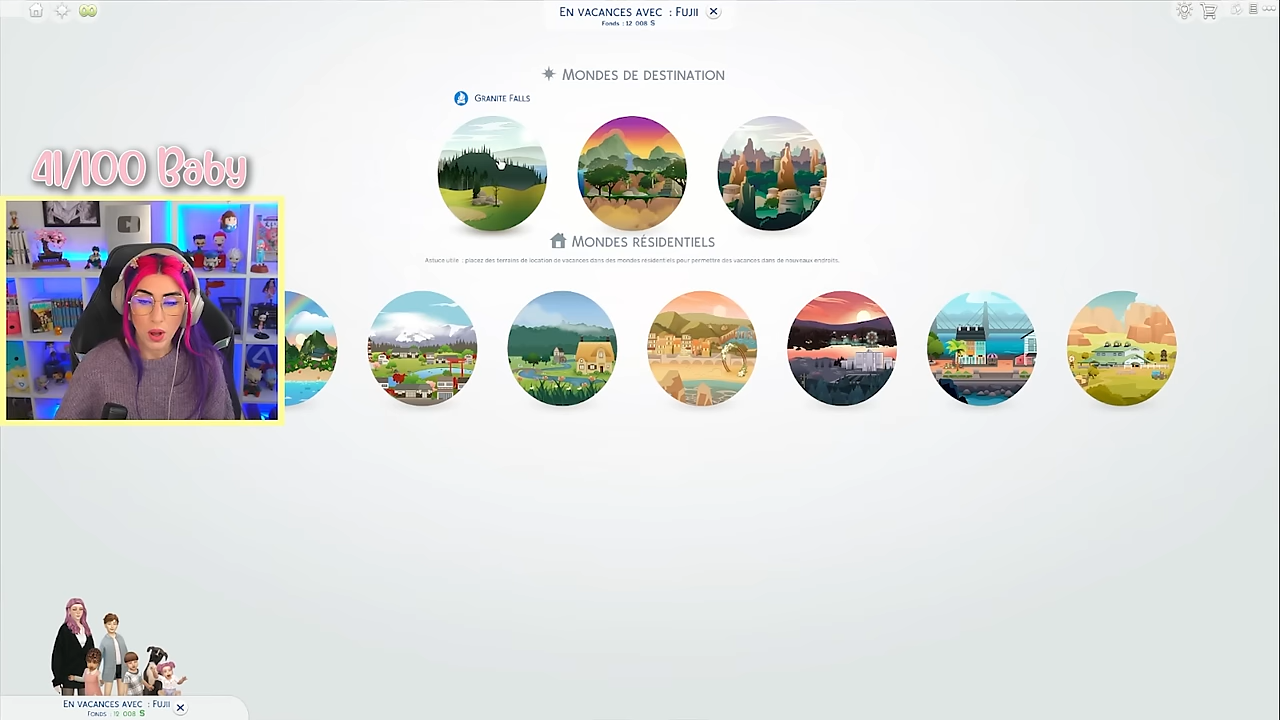 En vacances avec : Fujii
Fonds : 12 008 $
Mondes de destination
Granite Falls
41/100 Baby
Mondes résidentiels
Astuce utile : placez des terrains de location de vacances dans des mondes résidentiels pour permettre des vacances dans de nouveaux endroits.
En vacances avec : Fujii
Fonds : 12 008 $